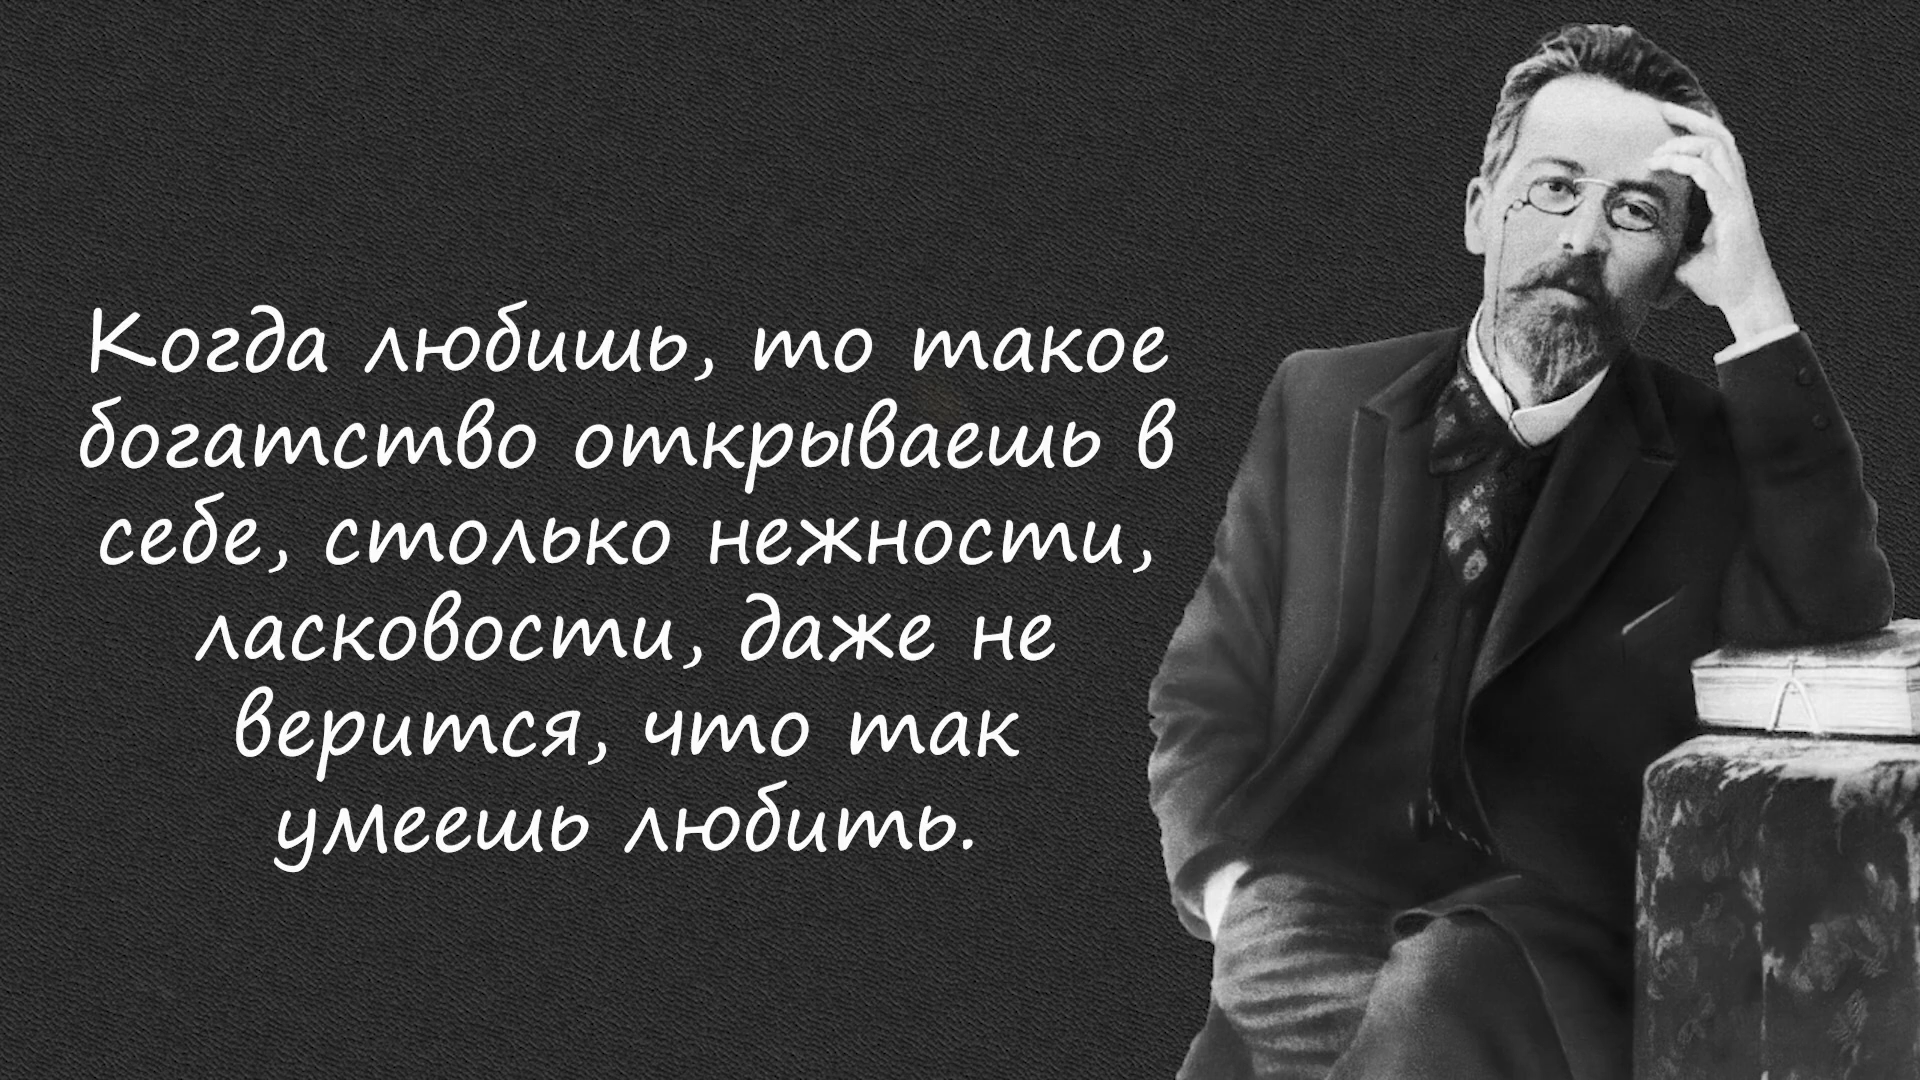 Когда любишь, то такое
богатство открываешь в
себе, столько нежности,
ласковости, даже не
верится, что так
умеешь любить.